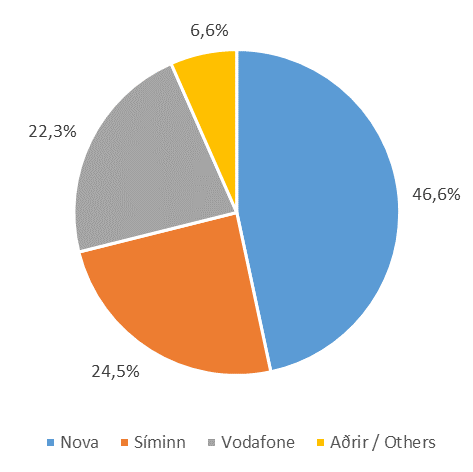 6,6%
22,3%
46,6%
24,5%
Nova Síminn Vodafone Aðrir / Others